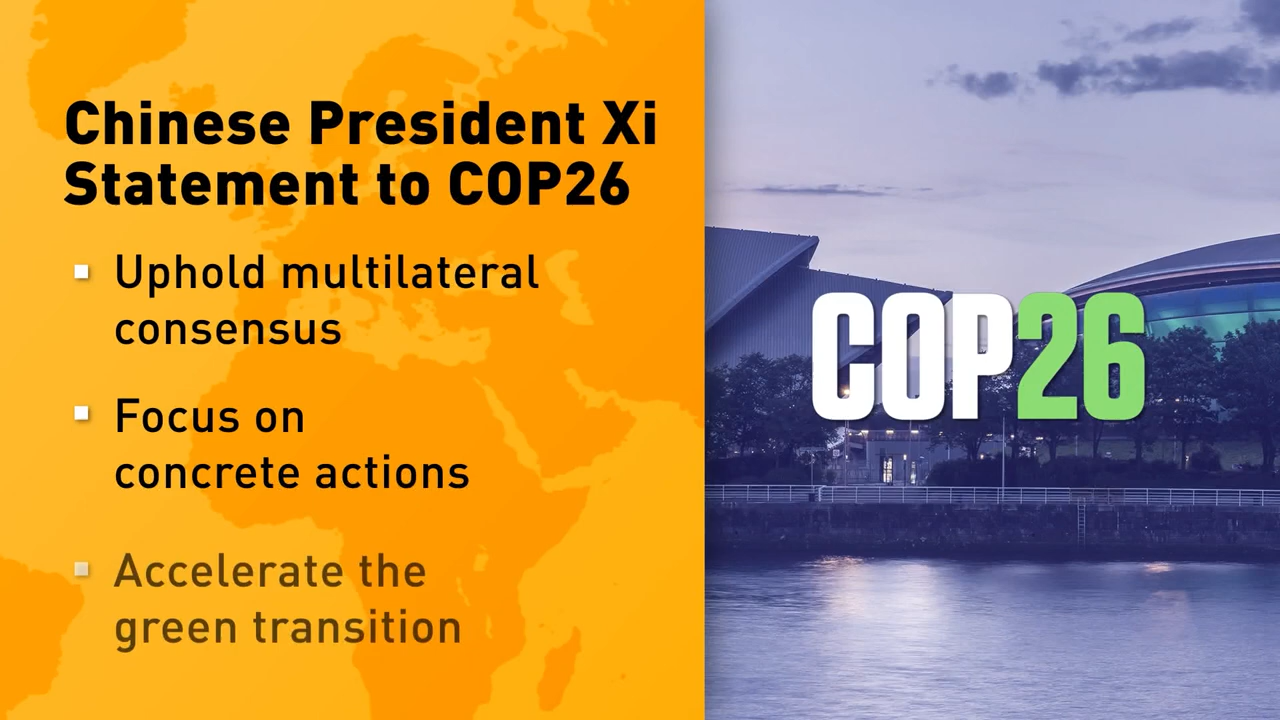 Chinese President Xi
Statement to COP26
Uphold multilateral
consensus
Focus on
concrete actions
Accelerate the
green transition
COP26